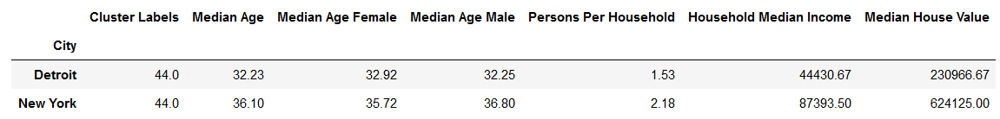 Cluster Labels Median Age Median Age Female Median Age Male Persons Per Household Household Median Income Median House Value
City
Detroit 44.0 32.23 32.92 32.25 1.53 44430.67 230966.67
New York 44.0 36.10 35.72 36.80 2.18 87393.50 624125.00